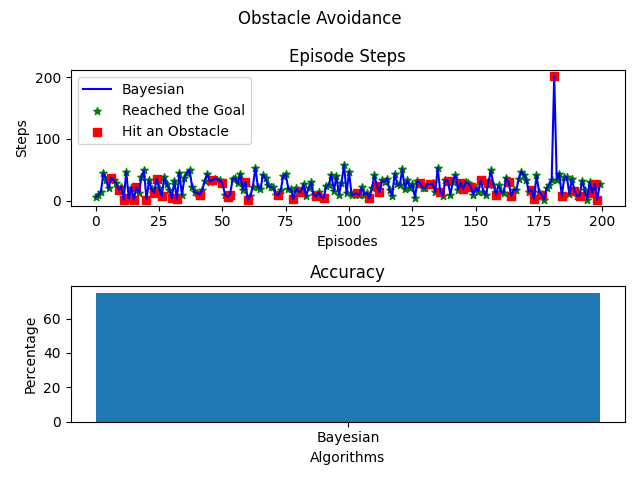 Obstacle Avoidance
Episode Steps
Bayesian
Reached the Goal
Hit an Obstacle
Steps
200
100
0
0 25 50 75 100 125 150 175 200
Episodes
Accuracy
Percentage
60
40
20
0
Bayesian
Algorithms